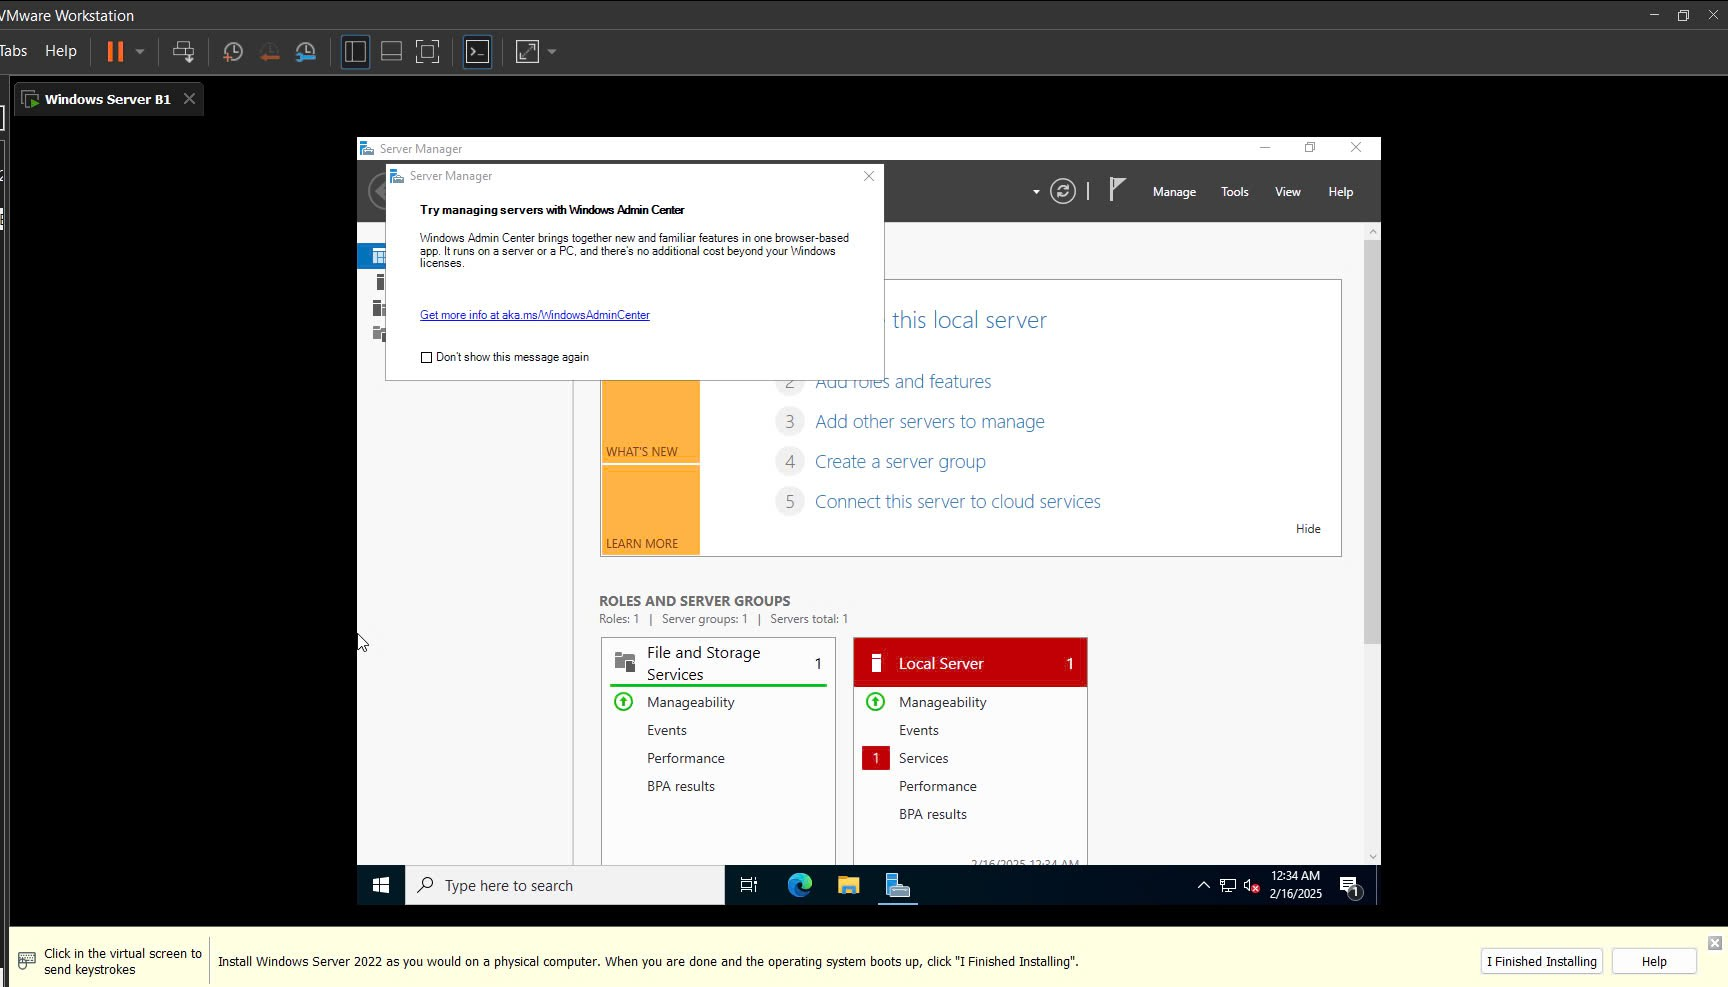 VMware Workstation
Tabs Help
Windows Server B1
Server Manager
Server Manager
Manage Tools View Help
Try managing servers with Windows Admin Center
Windows Admin Center brings together new and familiar features in one browser-based
app. It runs on a server or a PC, and there's no additional cost beyond your Windows
licenses.
Get more info at aka.ms/WindowsAdminCenter
Don't show this message again
this local server
2 Add roles and features
3 Add other servers to manage
4 Create a server group
5 Connect this server to cloud services
WHAT'S NEW
LEARN MORE
Hide
ROLES AND SERVER GROUPS
Roles: 1 | Server groups: 1 | Servers total: 1
File and Storage
Services
1
Manageability
Events
Performance
BPA results
Local Server 1
Manageability
Events
1 Services
Performance
BPA results
2/16/2025 12:34 AM
Type here to search
12:34 AM
2/16/2025
1
Click in the virtual screen to
send keystrokes
Install Windows Server 2022 as you would on a physical computer. When you are done and the operating system boots up, click "I Finished Installing".
I Finished Installing
Help